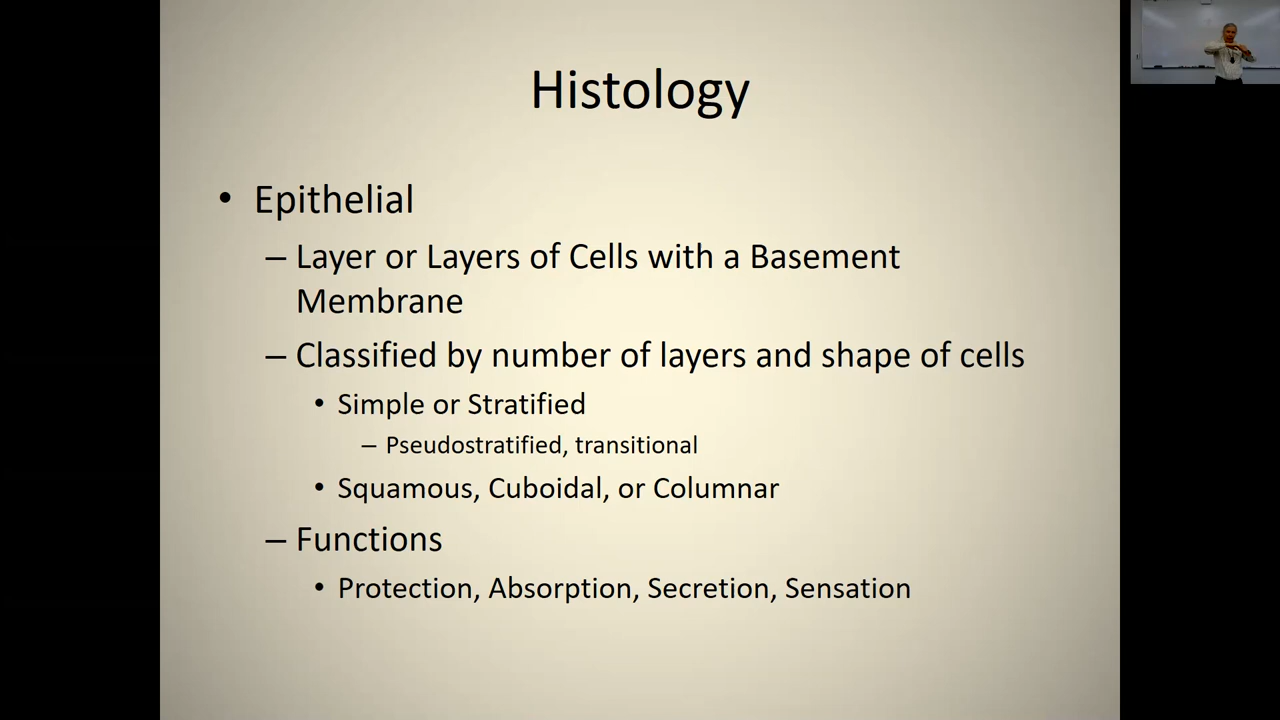 Histology
• Epithelial
– Layer or Layers of Cells with a Basement
Membrane
– Classified by number of layers and shape of cells
• Simple or Stratified
– Pseudostratified, transitional
• Squamous, Cuboidal, or Columnar
– Functions
• Protection, Absorption, Secretion, Sensation